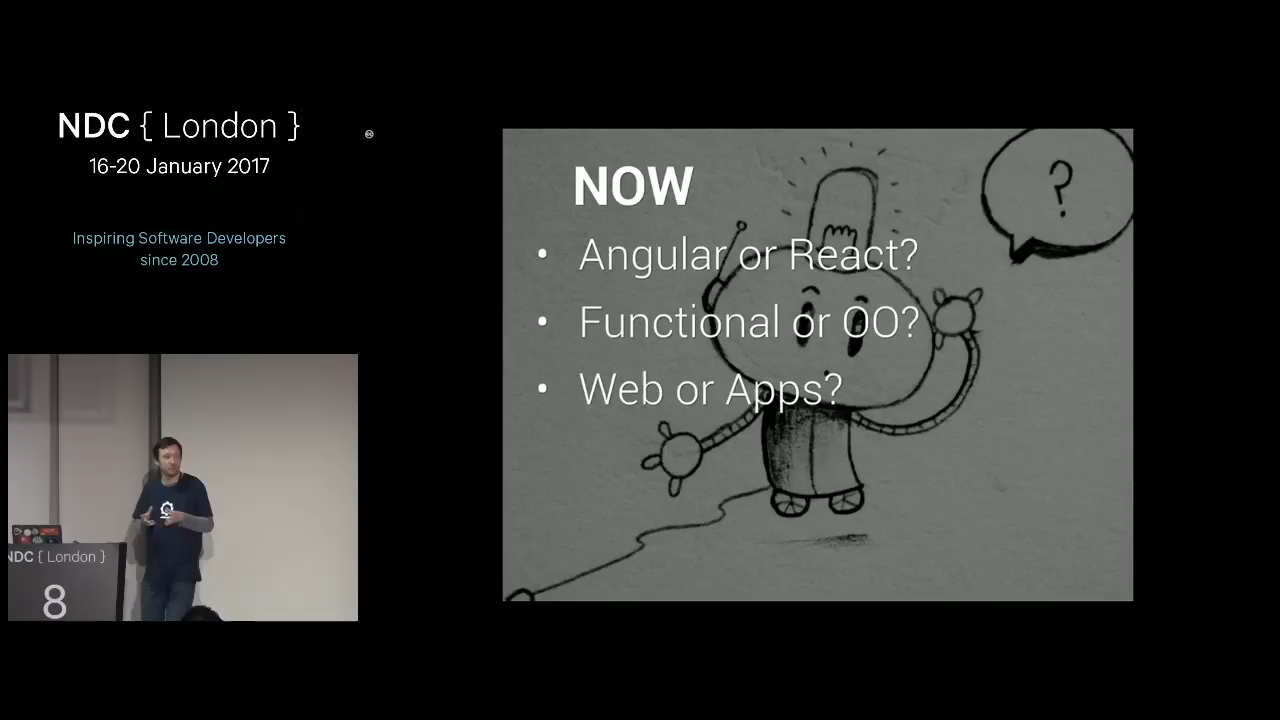 NDC { London }
16-20 January 2017
Inspiring Software Developers
since 2008
NOW
• Angular or React?
• Functional or OO?
• Web or Apps?
?
NDC { London }
8